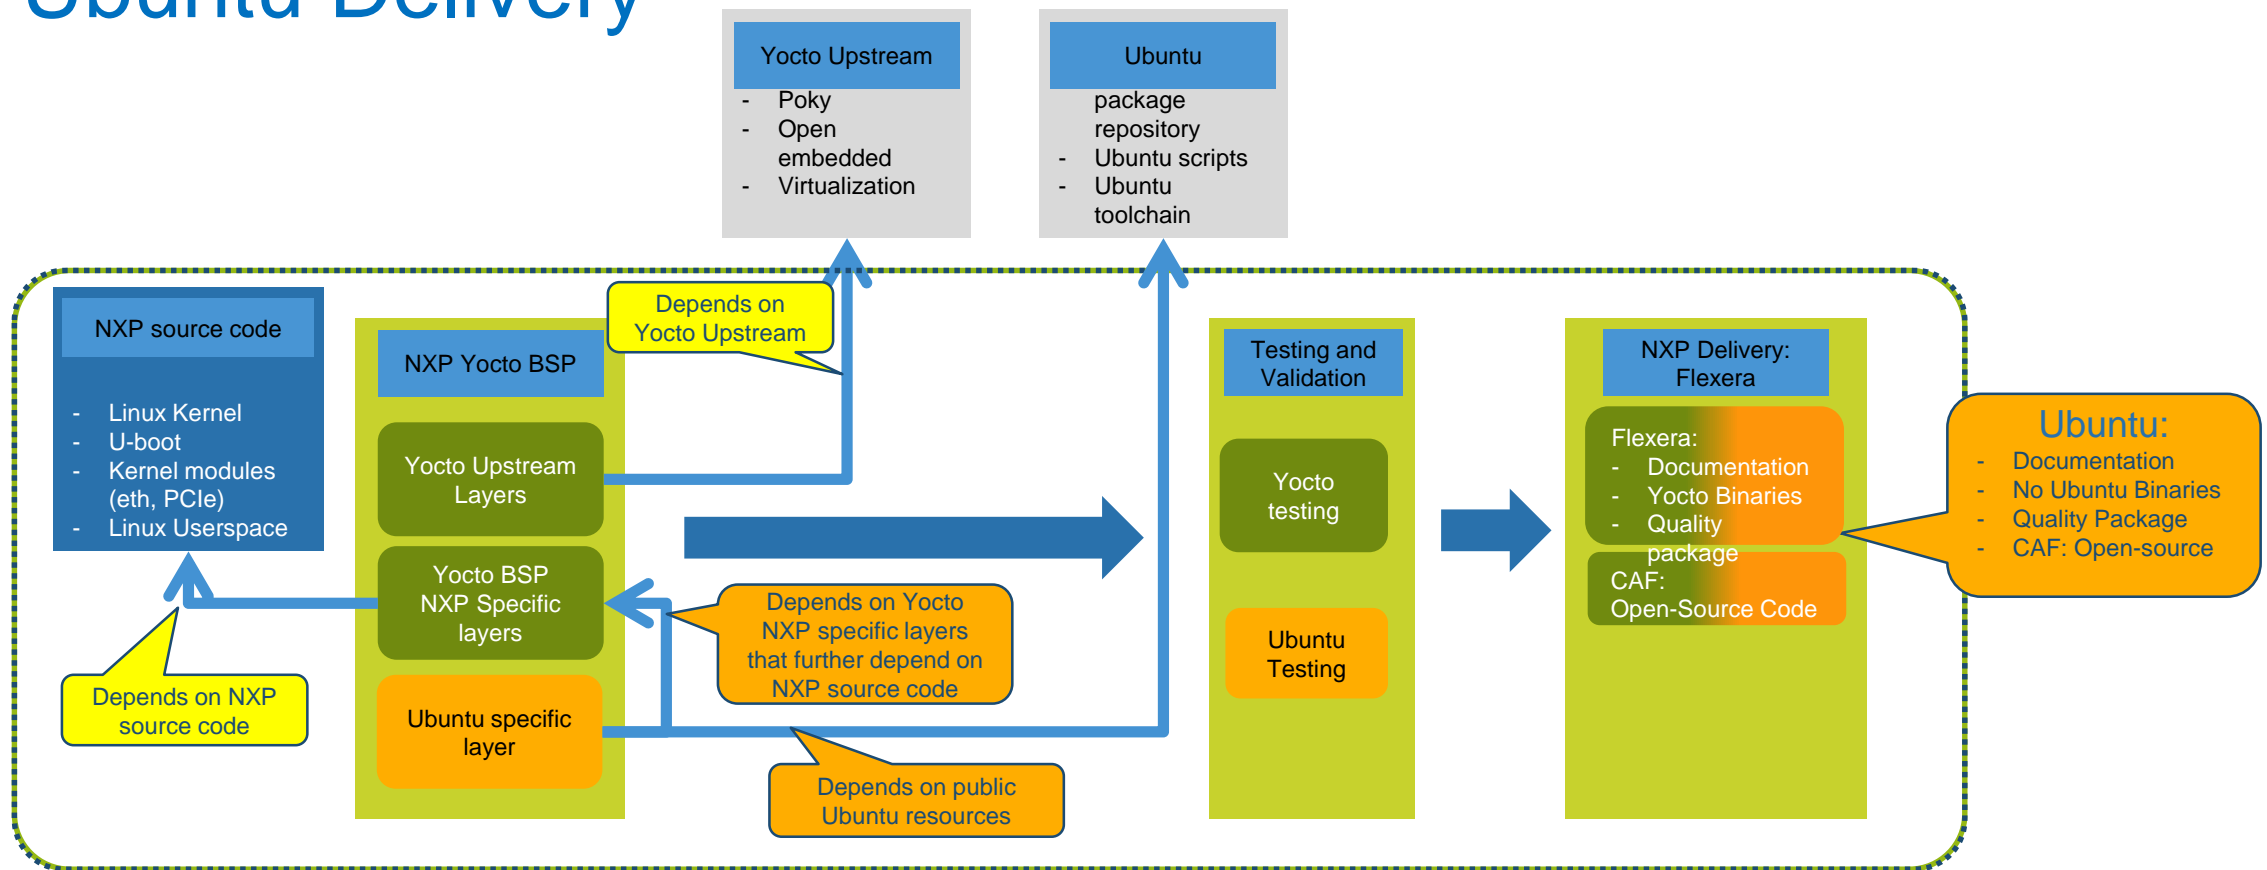 Ubuntu Delivery
Yocto Upstream
- Poky
- Open
embedded
- Virtualization
Ubuntu
package
repository
- Ubuntu scripts
- Ubuntu
toolchain
NXP source code
- Linux Kernel
- U-boot
- Kernel modules
(eth, PCIe)
- Linux Userspace
Depends on NXP
source code
NXP Yocto BSP
Yocto Upstream
Layers
Yocto BSP
NXP Specific
layers
Ubuntu specific
layer
Depends on
Yocto Upstream
Depends on Yocto
NXP specific layers
that further depend on
NXP source code
Depends on public
Ubuntu resources
Testing and
Validation
Yocto
testing
Ubuntu
Testing
NXP Delivery:
Flexera
Flexera:
- Documentation
- Yocto Binaries
- Quality
package
CAF:
Open-Source Code
Ubuntu:
- Documentation
- No Ubuntu Binaries
- Quality Package
- CAF: Open-source